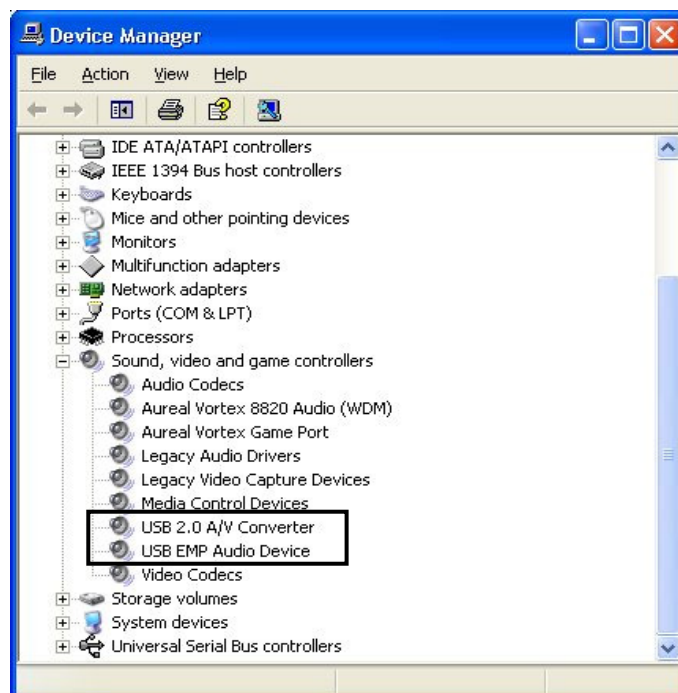 Device Manager
File Action View Help
IDE ATA/ATAPI controllers
IEEE 1394 Bus host controllers
Keyboards
Mice and other pointing devices
Monitors
Multifunction adapters
Network adapters
Ports (COM & LPT)
Processors
Sound, video and game controllers
Audio Codecs
Aureal Vortex 8820 Audio (WDM)
Aureal Vortex Game Port
Legacy Audio Drivers
Legacy Video Capture Devices
Media Control Devices
USB 2.0 A/V Converter
USB EMP Audio Device
Video Codecs
Storage volumes
System devices
Universal Serial Bus controllers